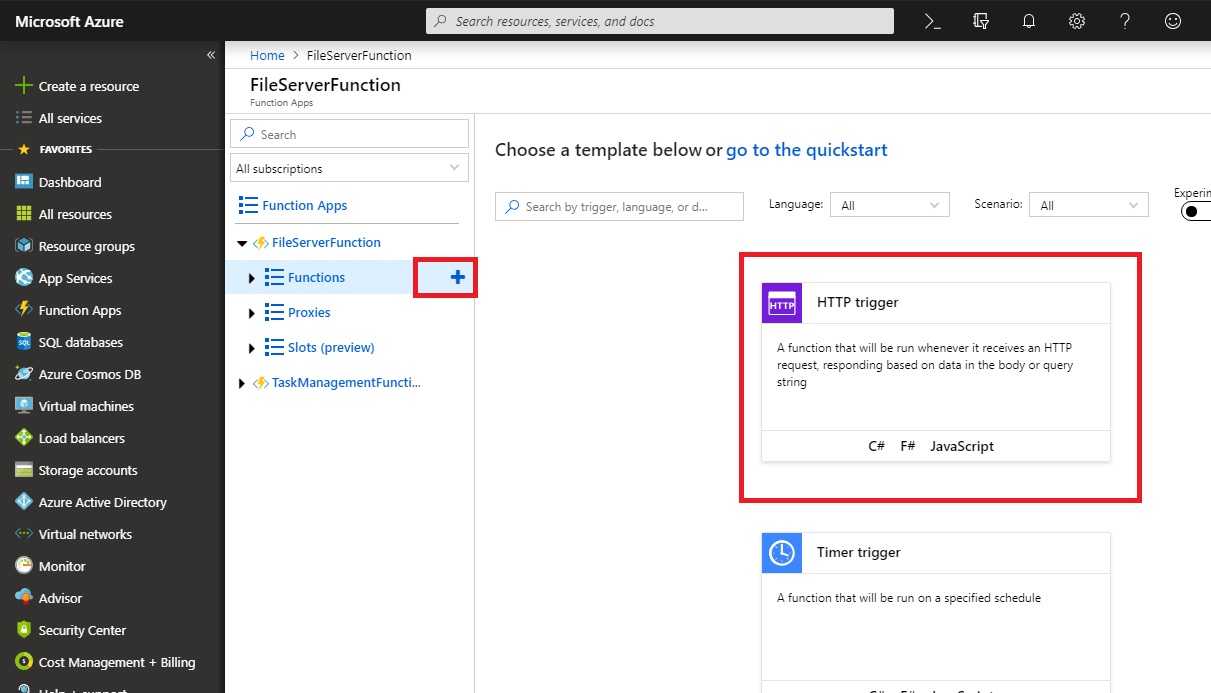 Microsoft Azure
Search resources, services, and docs
Create a resource
All services
FAVORITES
Dashboard
All resources
Resource groups
App Services
Function Apps
SQL databases
Azure Cosmos DB
Virtual machines
Load balancers
Storage accounts
Azure Active Directory
Virtual networks
Monitor
Advisor
Security Center
Cost Management + Billing
Help + support
Home > FileServerFunction
FileServerFunction
Function Apps
Search
All subscriptions
Function Apps
FileServerFunction
Functions
Proxies
Slots (preview)
TaskManagementFuncti...
Choose a template below or go to the quickstart
Search by trigger, language, or d...
Language: All
Scenario: All
Experim
HTTP
HTTP trigger
A function that will be run whenever it receives an HTTP
request, responding based on data in the body or query
string
C# F# JavaScript
Timer trigger
A function that will be run on a specified schedule
C# F# JavaScript